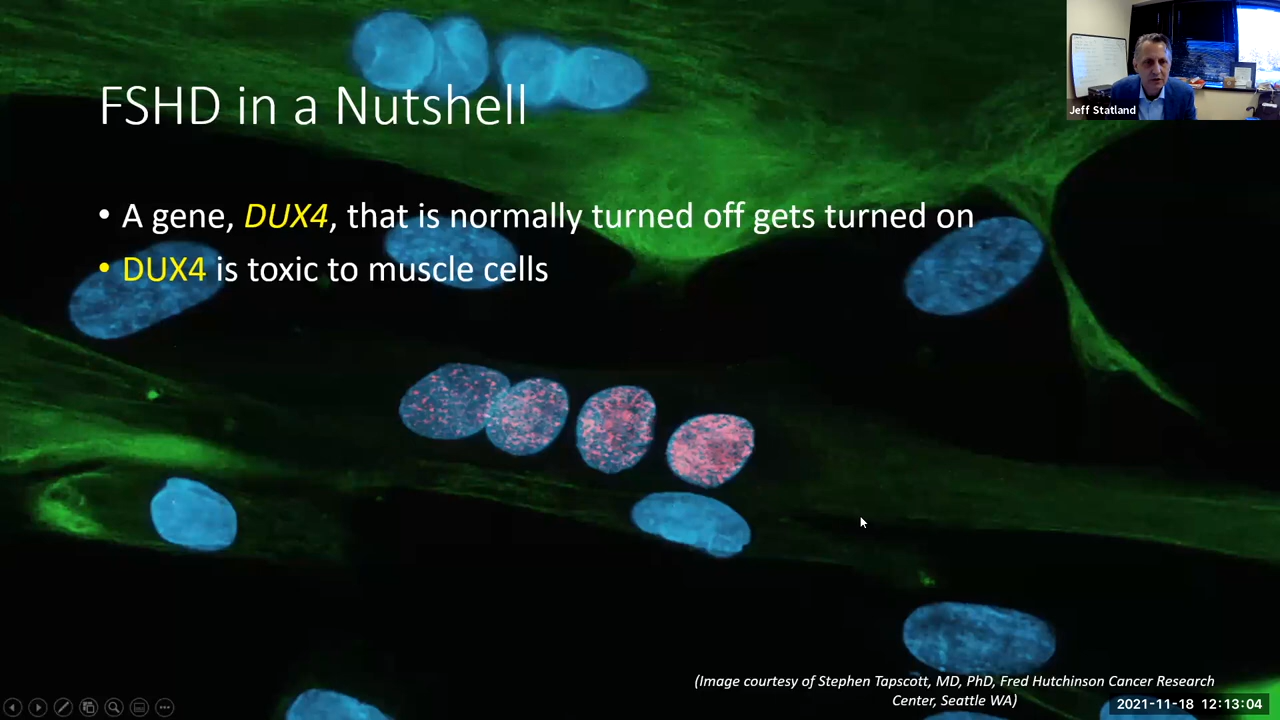 Jeff Statland
FSHD in a Nutshell
• A gene, DUX4, that is normally turned off gets turned on
• DUX4 is toxic to muscle cells
(Image courtesy of Stephen Tapscott, MD, PhD, Fred Hutchinson Cancer Research
Center, Seattle WA)
2021-11-18 12:13:04